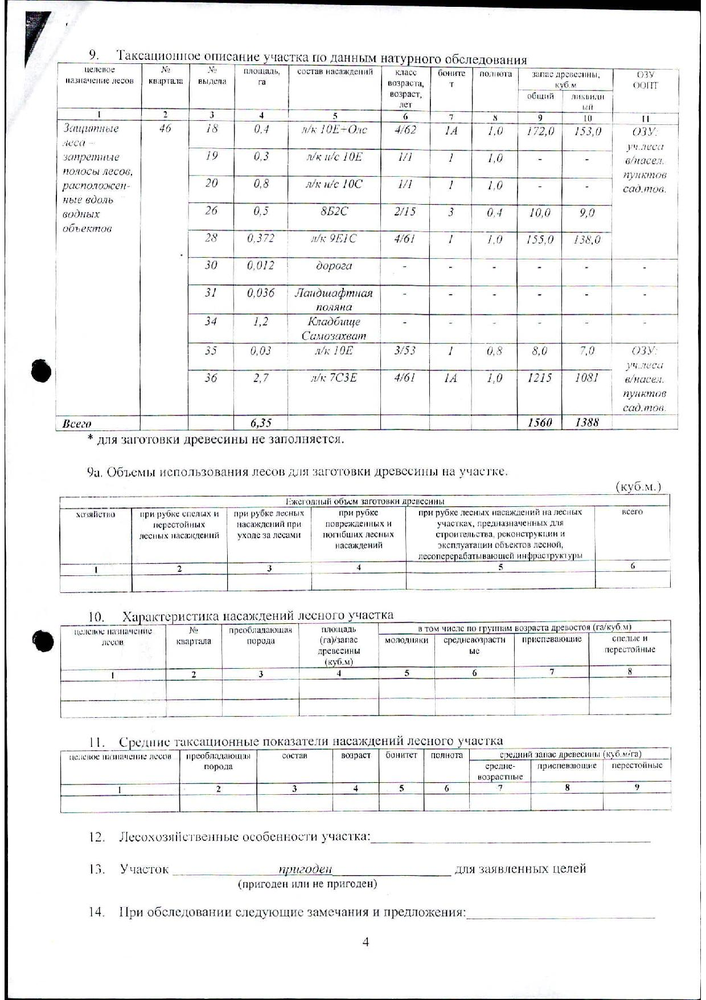 9. Таксационное описание участка по данным натурного обследования
целевое назначение лесов | № квартала | № выдела | площадь, га | состав насаждений | класс возраста, возраст, лет | бонитет | полнота | запас древесины, куб.м | ОЗУ ООПТ
общий | ликвидный
1 | 2 | 3 | 4 | 5 | 6 | 7 | 8 | 9 | 10 | 11
Защитные леса – запретные полосы лесов, расположен-ные вдоль водных объектов | 46 | 18 | 0,4 | л/к 10Е+Олс | 4/62 | 1А | 1,0 | 172,0 | 153,0 | ОЗУ: уч.леса в/насел. пунктов сад.тов.
19 | 0,3 | л/к н/с 10Е | 1/1 | 1 | 1,0 | - | -
20 | 0,8 | л/к н/с 10С | 1/1 | 1 | 1,0 | - | -
26 | 0,5 | 8Б2С | 2/15 | 3 | 0,4 | 10,0 | 9,0
28 | 0,372 | л/к 9Е1С | 4/61 | 1 | 1,0 | 155,0 | 138,0
30 | 0,012 | дорога | - | - | - | - | - | -
31 | 0,036 | Ландшафтная поляна | - | - | - | - | - | -
34 | 1,2 | Кладбище Самозахват | - | - | - | - | - | -
35 | 0,03 | л/к 10Е | 3/53 | 1 | 0,8 | 8,0 | 7,0 | ОЗУ: уч.леса в/насел. пунктов сад.тов.
36 | 2,7 | л/к 7С3Е | 4/61 | 1А | 1,0 | 1215 | 1081
Всего | 6,35 | 1560 | 1388
* для заготовки древесины не заполняется.
9а. Объемы использования лесов для заготовки древесины на участке.
(куб.м.)
Ежегодный объем заготовки древесины
хозяйство | при рубке спелых и перестойных лесных насаждений | при рубке лесных насаждений при уходе за лесами | при рубке поврежденных и погибших лесных насаждений | при рубке лесных насаждений на лесных участках, предназначенных для строительства, реконструкции и эксплуатации объектов лесной, лесоперерабатывающей инфраструктуры | всего
1 | 2 | 3 | 4 | 5 | 6
10. Характеристика насаждений лесного участка
целевое назначение лесов | № квартала | преобладающая порода | площадь (га)/запас древесины (куб.м) | в том числе по группам возраста древостоя (га/куб.м)
молодняки | средневозрастные | приспевающие | спелые и перестойные
1 | 2 | 3 | 4 | 5 | 6 | 7 | 8
11. Средние таксационные показатели насаждений лесного участка
целевое назначение лесов | преобладающая порода | состав | возраст | бонитет | полнота | средний запас древесины (куб.м/га)
средне-возрастные | приспевающие | перестойные
1 | 2 | 3 | 4 | 5 | 6 | 7 | 8 | 9
12. Лесохозяйственные особенности участка:
13. Участок пригоден для заявленных целей
(пригоден или не пригоден)
14. При обследовании следующие замечания и предложения:
4